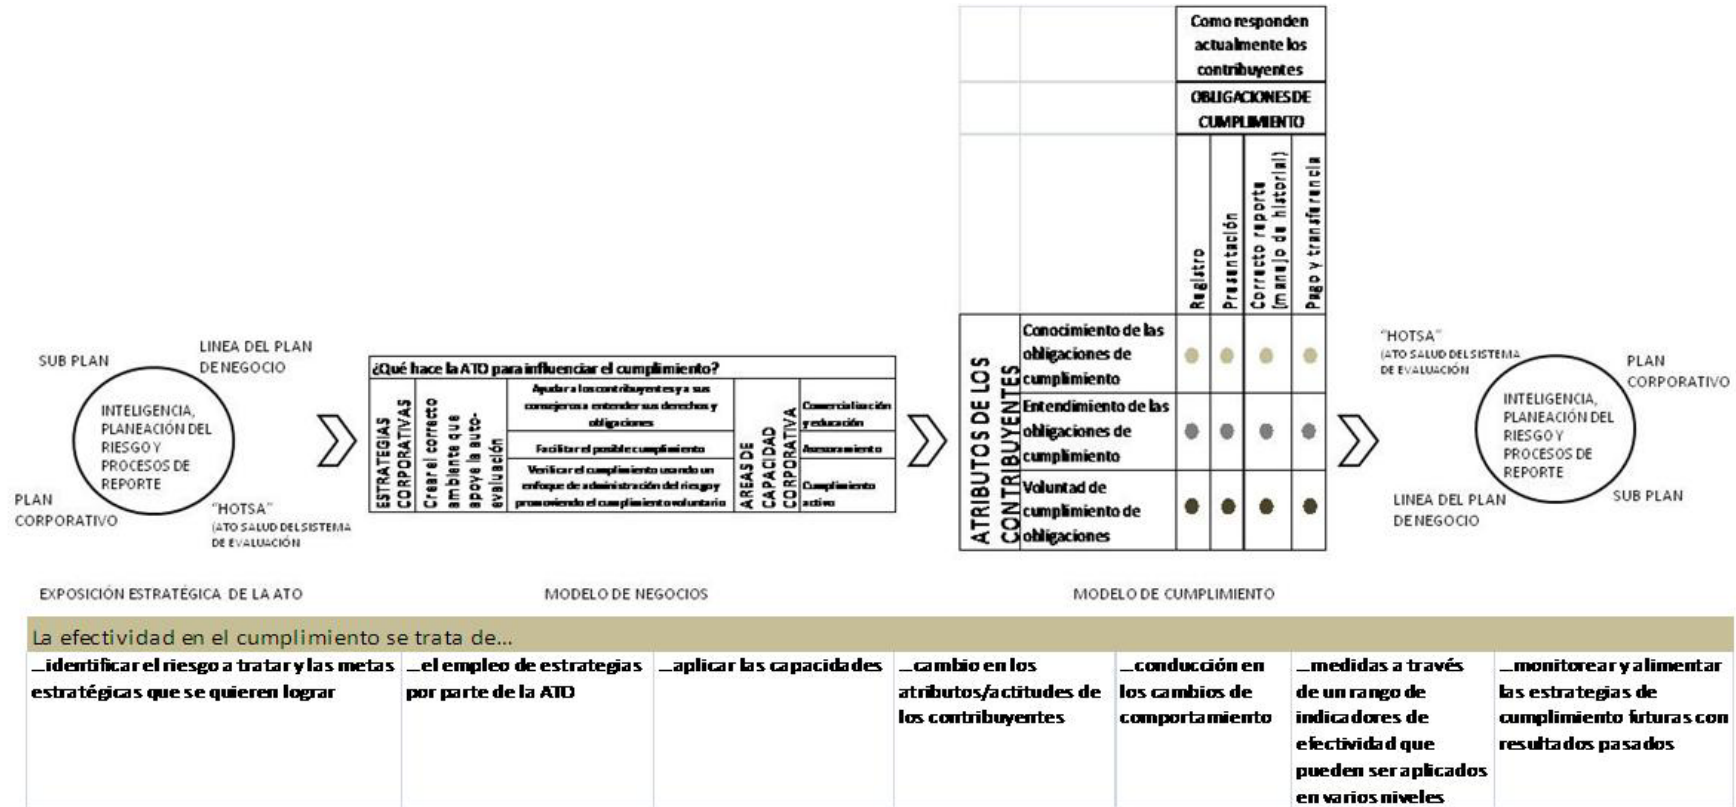 Como responden
actualmente los
contribuyentes
OBLIGACIONES DE
CUMPLIMIENTO
Registro
Presentación
Correcto reporte
(manejo de historial)
Pago y transferencia
SUB PLAN
LINEA DEL PLAN
DE NEGOCIO
INTELIGENCIA,
PLANEACIÓN DEL
RIESGO Y
PROCESOS DE
REPORTE
PLAN
CORPORATIVO
"HOTSA"
(ATO SALUD DEL SISTEMA
DE EVALUACIÓN
¿Qué hace la ATO para influenciar el cumplimiento?
ESTRATEGIAS
CORPORATIVAS
Crear el correcto
ambiente que
apoye la auto-
evaluación
Ayudar a los contribuyentes y a sus
consejeros a entender sus derechos y
obligaciones
Facilitar el posible cumplimiento
Verificar el cumplimiento usando un
enfoque de administración del riesgo y
promoviendo el cumplimiento voluntario
AREAS DE
CAPACIDAD
CORPORATIVA
Comercialización
y educación
Asesoramiento
Cumplimiento
activo
ATRIBUTOS DE LOS
CONTRIBUYENTES
Conocimiento de las
obligaciones de
cumplimiento
Entendimiento de las
obligaciones de
cumplimiento
Voluntad de
cumplimiento de
obligaciones
"HOTSA"
(ATO SALUD DEL SISTEMA
DE EVALUACIÓN
PLAN
CORPORATIVO
INTELIGENCIA,
PLANEACIÓN DEL
RIESGO Y
PROCESOS DE
REPORTE
LINEA DEL PLAN
DE NEGOCIO
SUB PLAN
EXPOSICIÓN ESTRATÉGICA DE LA ATO
MODELO DE NEGOCIOS
MODELO DE CUMPLIMIENTO
La efectividad en el cumplimiento se trata de...
...identificar el riesgo a tratar y las metas
estratégicas que se quieren lograr
...el empleo de estrategias
por parte de la ATO
...aplicar las capacidades
...cambio en los
atributos/actitudes de
los contribuyentes
...conducción en
los cambios de
comportamiento
...medidas a través
de un rango de
indicadores de
efectividad que
pueden ser aplicados
en varios niveles
...monitorear y alimentar
las estrategias de
cumplimiento futuras con
resultados pasados